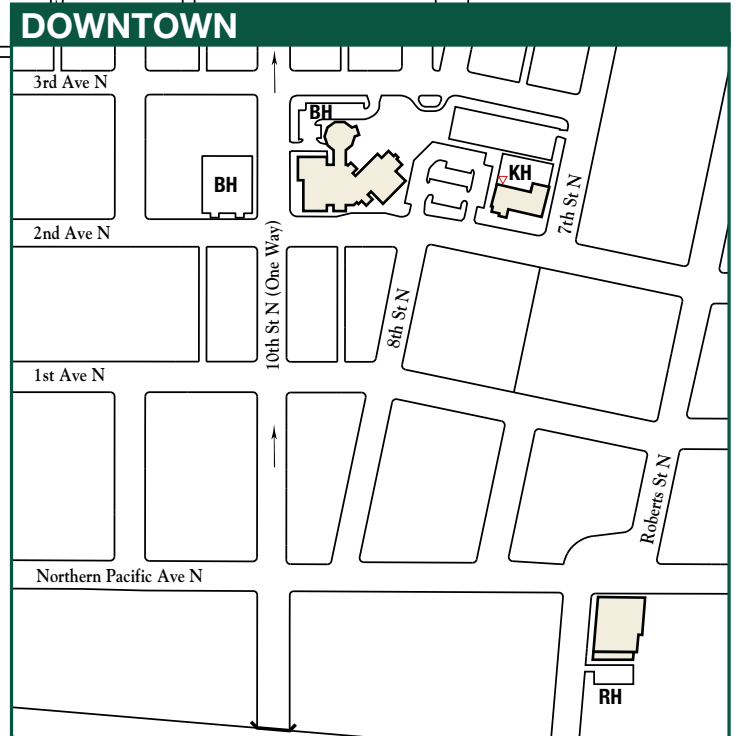 DOWNTOWN
3rd Ave N
BH
BH
KH
7th St N
2nd Ave N
10th St N (One Way)
8th St N
1st Ave N
Roberts St N
Northern Pacific Ave N
RH